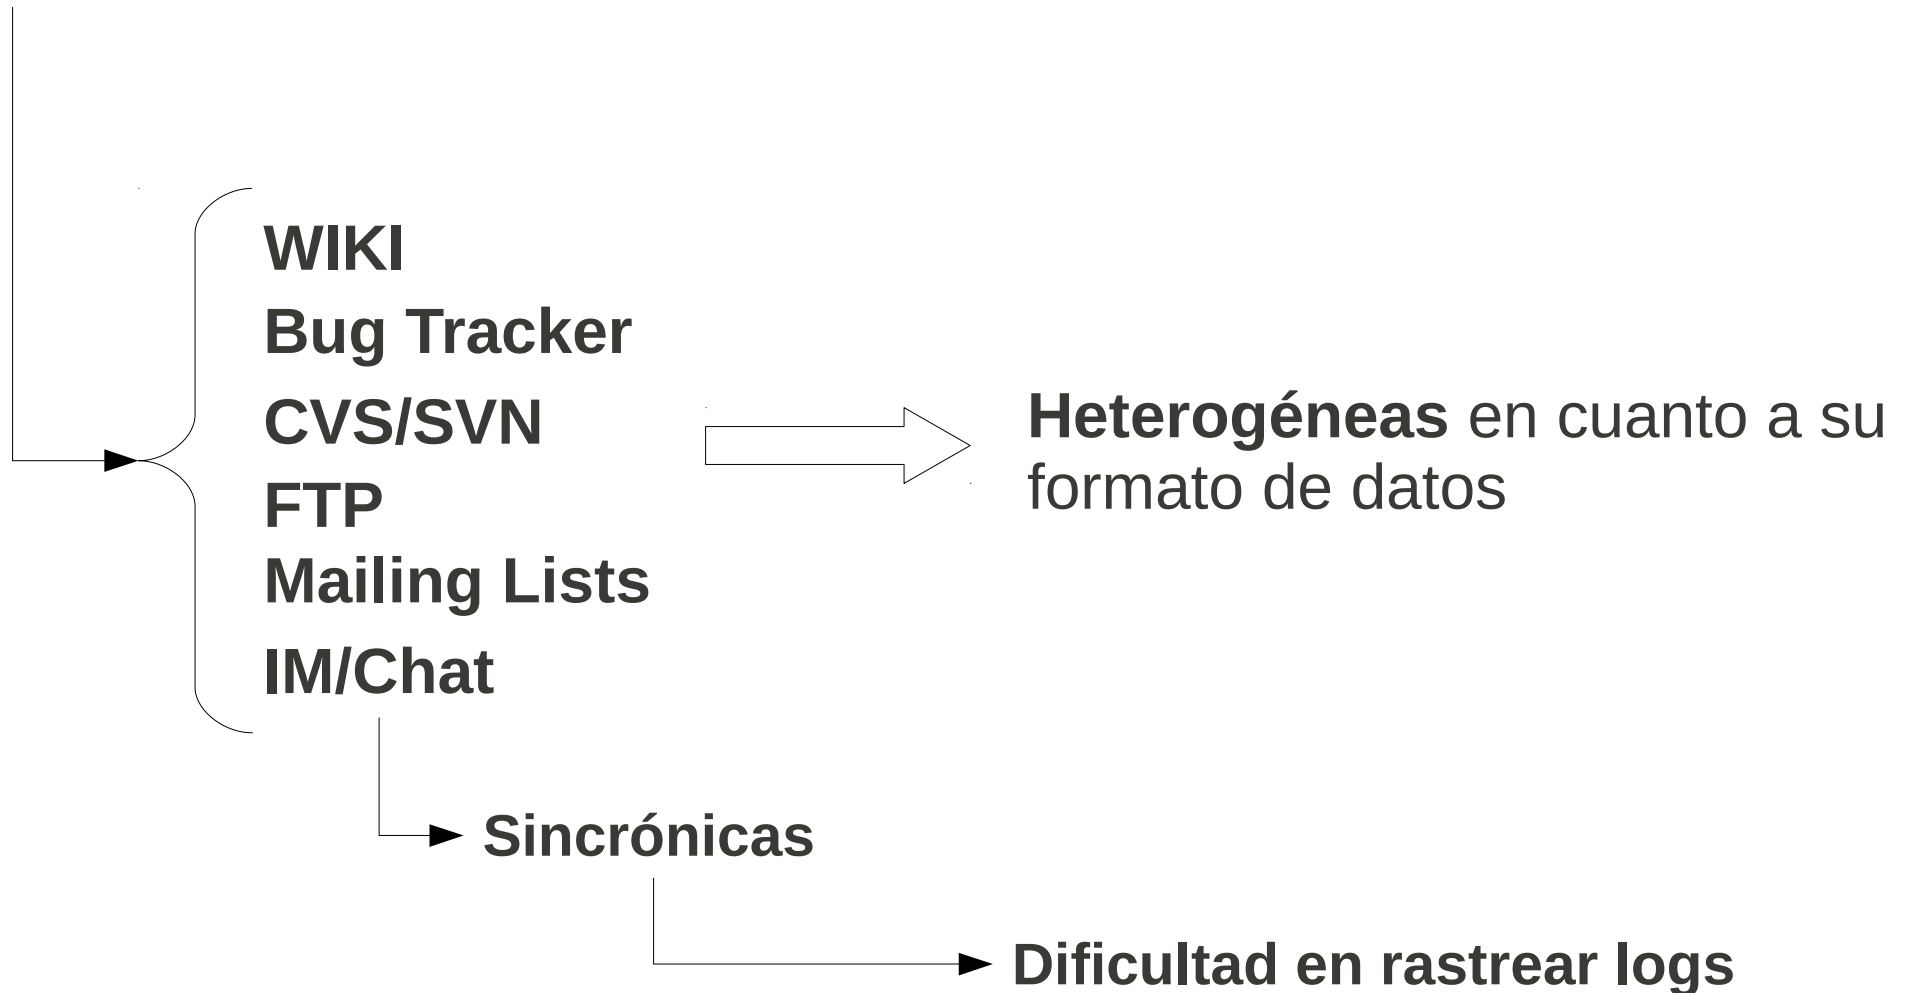 WIKI
Bug Tracker
CVS/SVN
FTP
Mailing Lists
IM/Chat
Heterogéneas en cuanto a su
formato de datos
Sincrónicas
Dificultad en rastrear logs